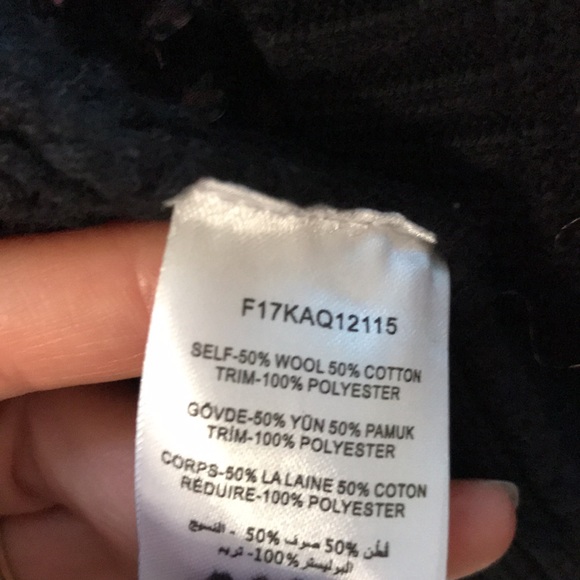 F17KAQ12115
SELF-50% WOOL 50% COTTON
TRIM-100% POLYESTER
GÖVDE-50% YÜN 50% PAMUK
TRİM-100% POLYESTER
CORPS-50% LA LAINE 50% COTON
RÉDUIRE-100% POLYESTER
قطن 50% صوف 50% - النسيج
البوليستر 100%- تريم